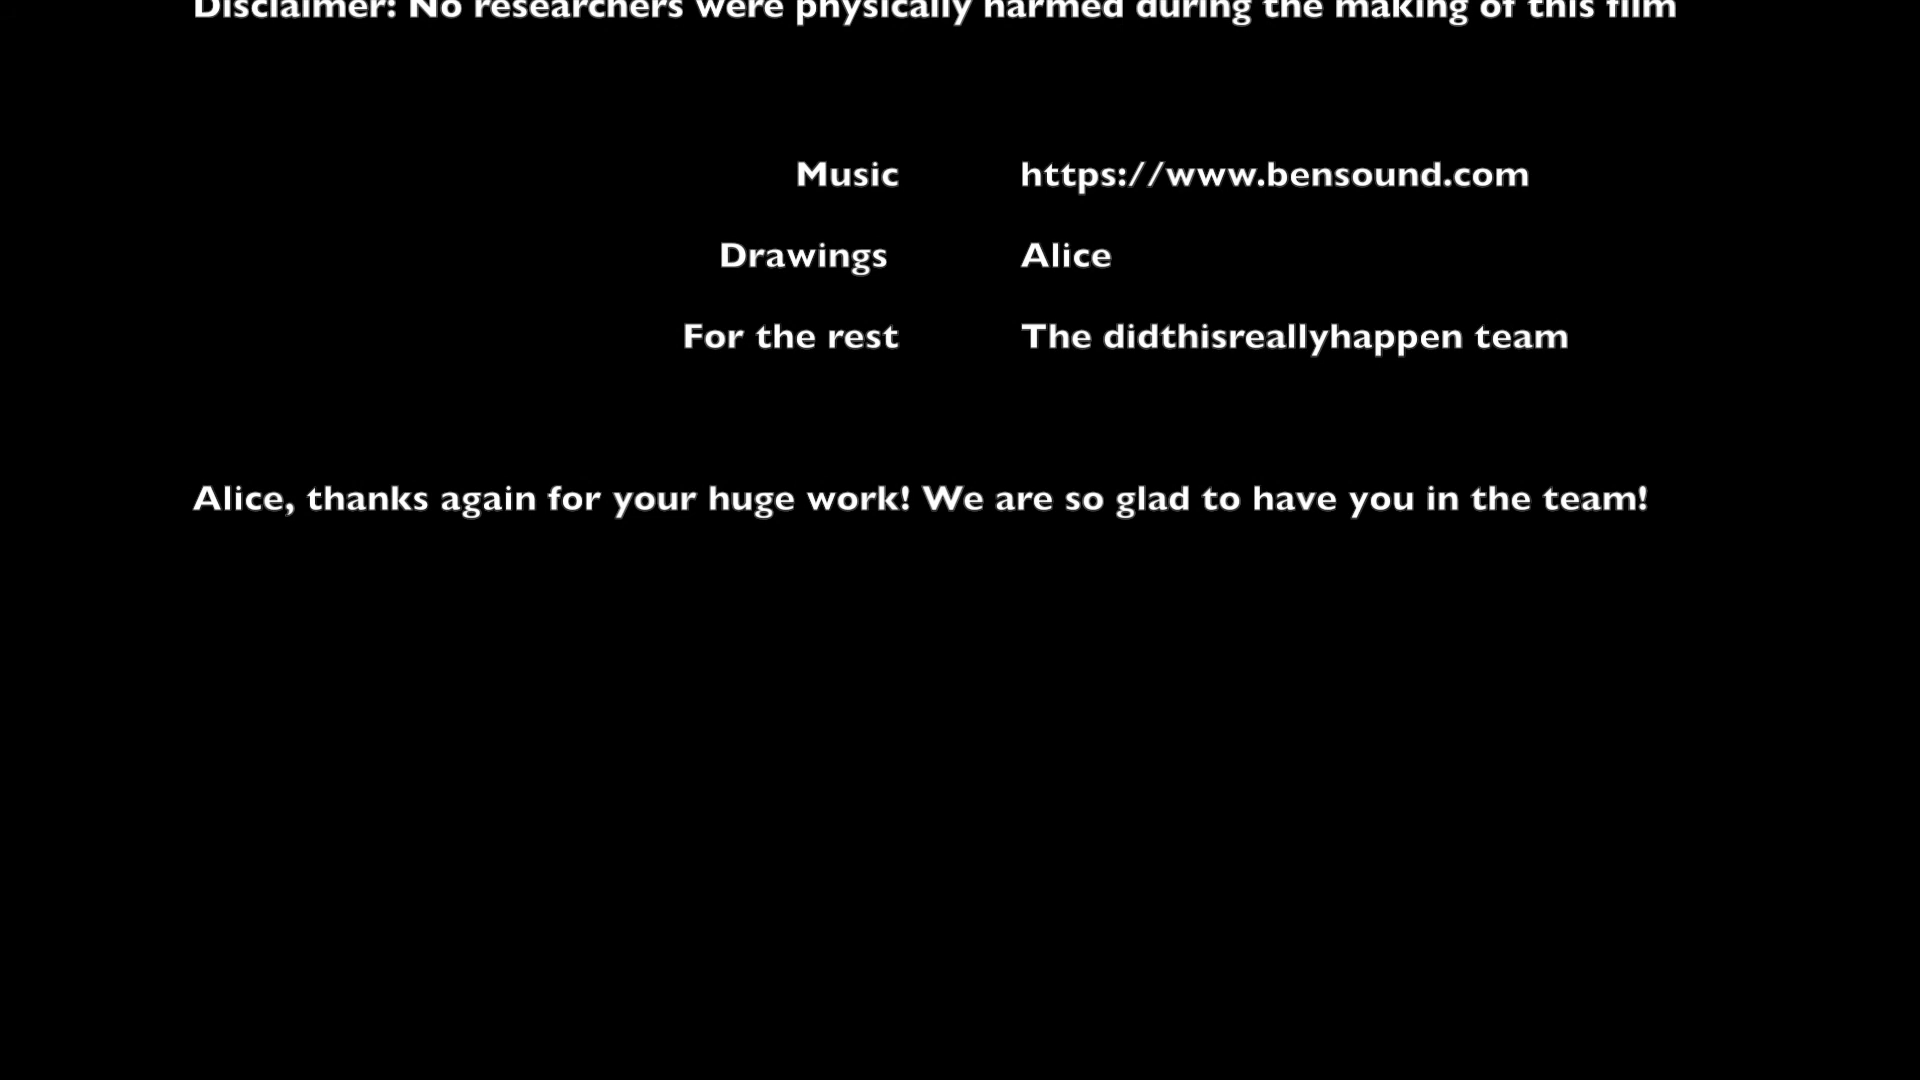 Disclaimer: No researchers were physically harmed during the making of this film
Music https://www.bensound.com
Drawings Alice
For the rest The didthisreallyhappen team
Alice, thanks again for your huge work! We are so glad to have you in the team!